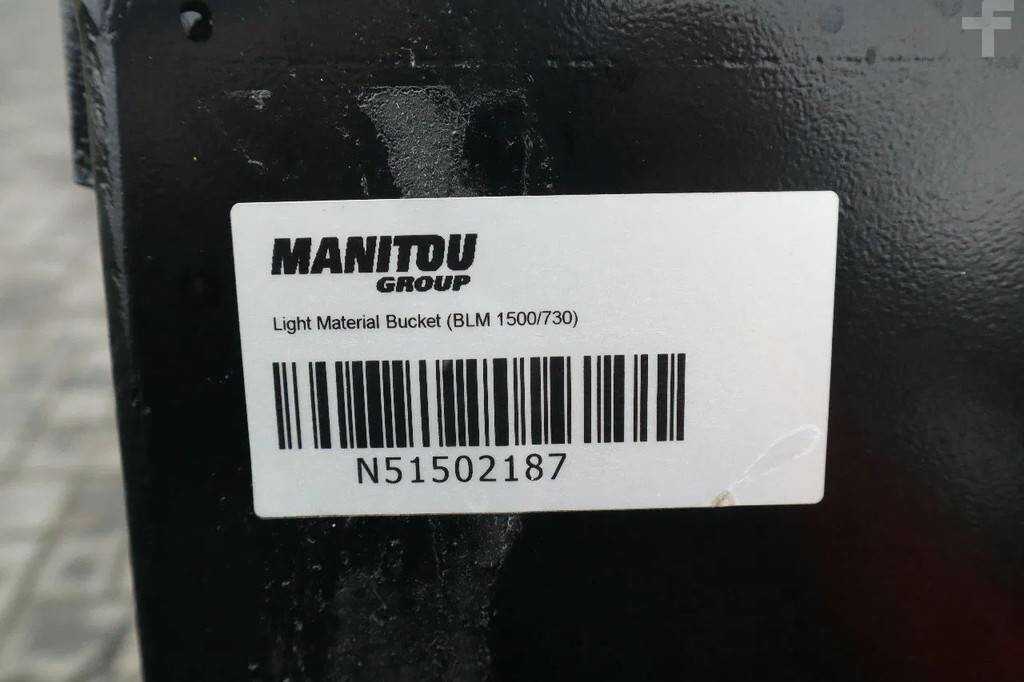 MANITOU
GROUP
Light Material Bucket (BLM 1500/730)
N51502187